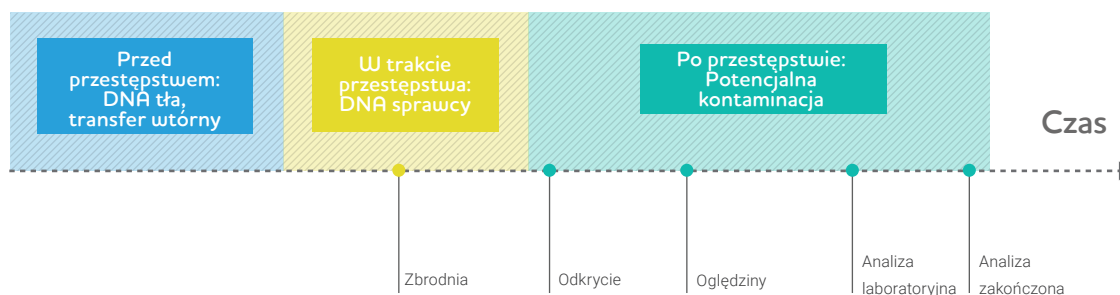 Przed
przestępstwem:
DNA tła,
transfer wtórny
W trakcie
przestępstwa:
DNA sprawcy
Po przestępstwie:
Potencjalna
kontaminacja
Czas
Zbrodnia
Odkrycie
Oględziny
Analiza
laboratoryjna
Analiza
zakończona